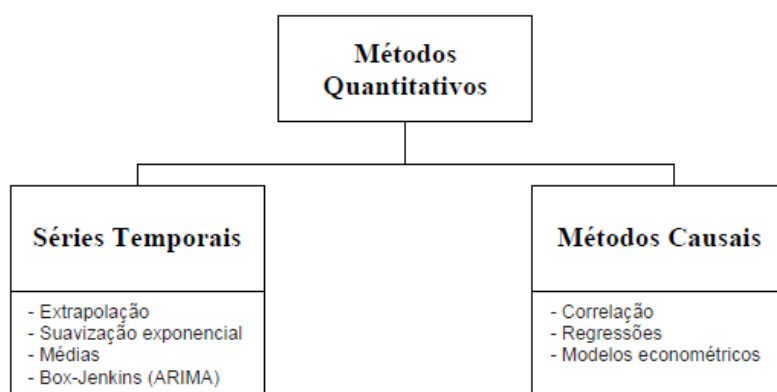 Métodos
Quantitativos
Séries Temporais
- Extrapolação
- Suavização exponencial
- Médias
- Box-Jenkins (ARIMA)
Métodos Causais
- Correlação
- Regressões
- Modelos econométricos